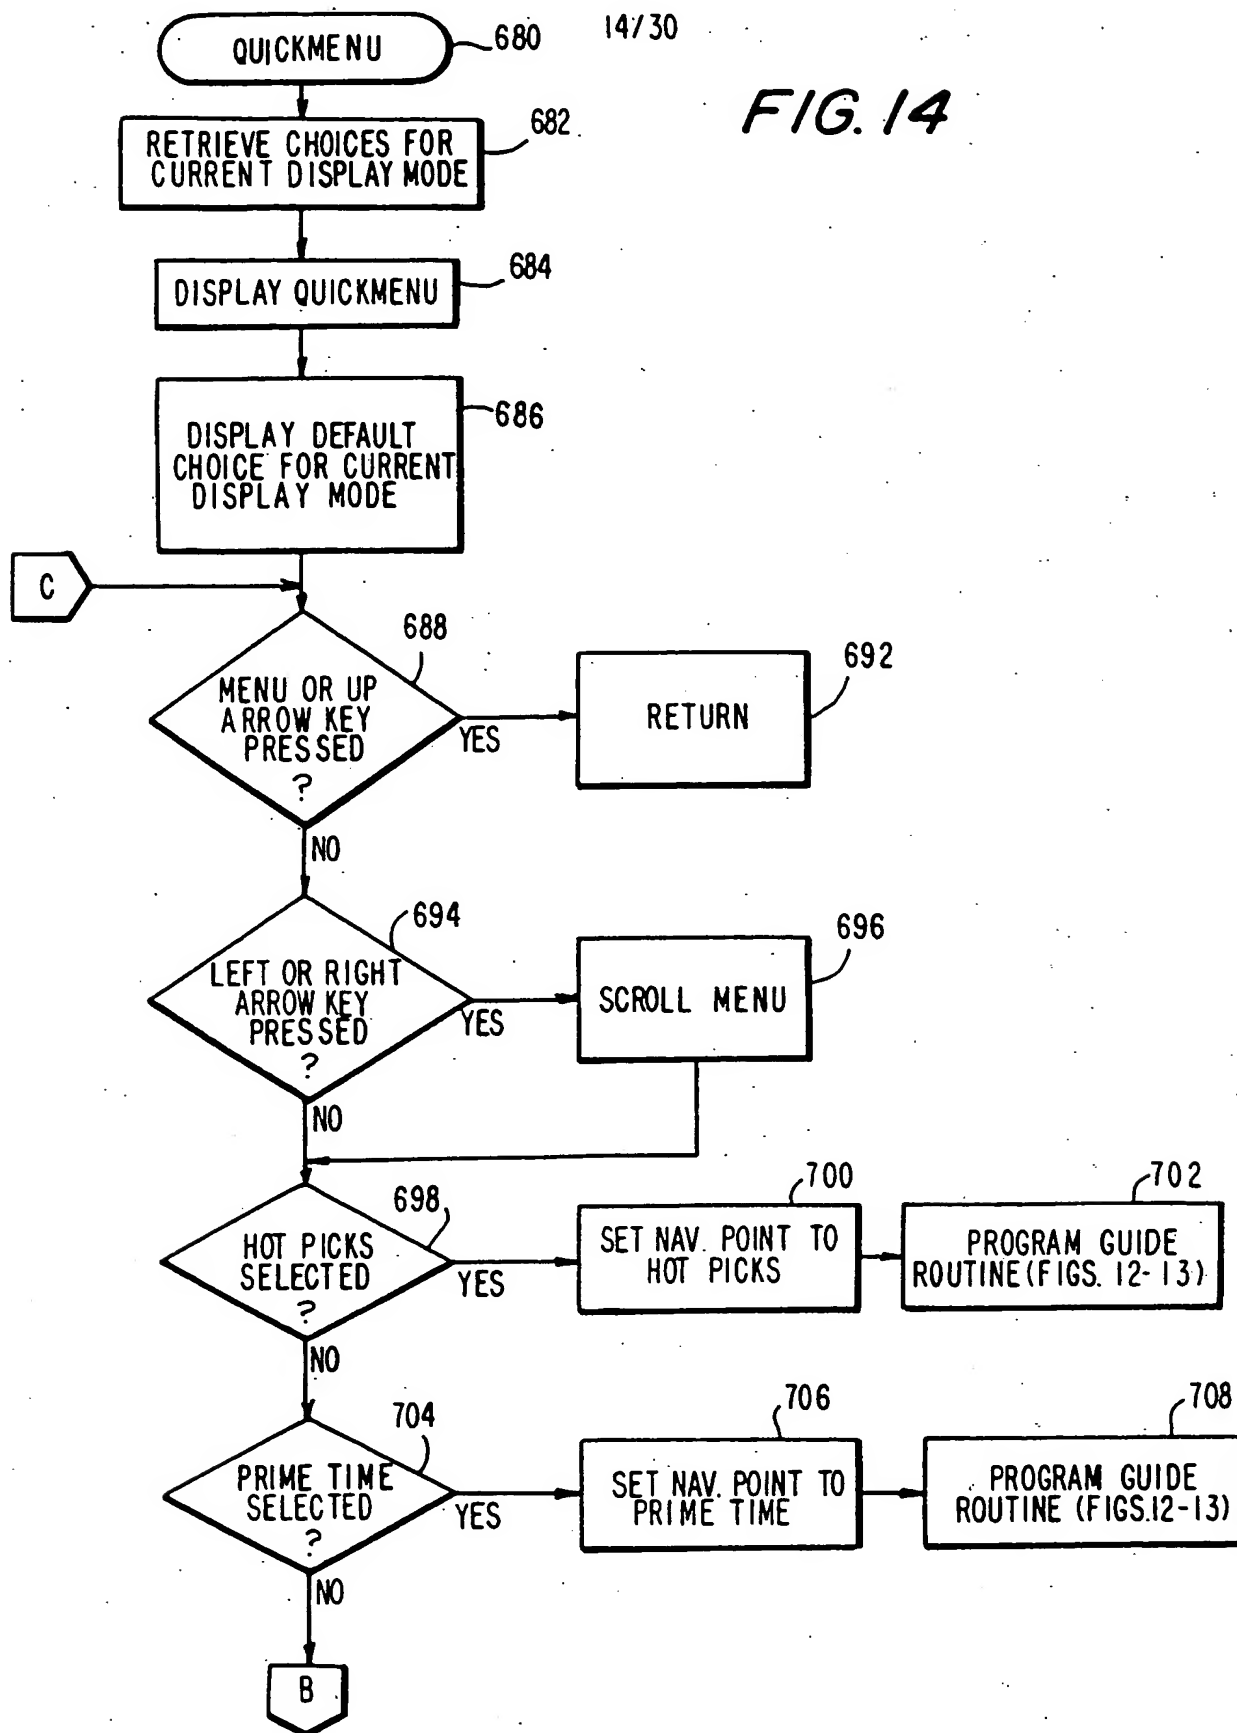 14/30
FIG. 14
QUICKMENU
680
RETRIEVE CHOICES FOR
CURRENT DISPLAY MODE
682
DISPLAY QUICKMENU
684
DISPLAY DEFAULT
CHOICE FOR CURRENT
DISPLAY MODE
686
C
MENU OR UP
ARROW KEY
PRESSED
?
688
YES
RETURN
692
NO
LEFT OR RIGHT
ARROW KEY
PRESSED
?
694
YES
SCROLL MENU
696
NO
HOT PICKS
SELECTED
?
698
YES
SET NAV. POINT TO
HOT PICKS
700
PROGRAM GUIDE
ROUTINE (FIGS. 12-13)
702
NO
PRIME TIME
SELECTED
?
704
YES
SET NAV. POINT TO
PRIME TIME
706
PROGRAM GUIDE
ROUTINE (FIGS.12-13)
708
NO
B